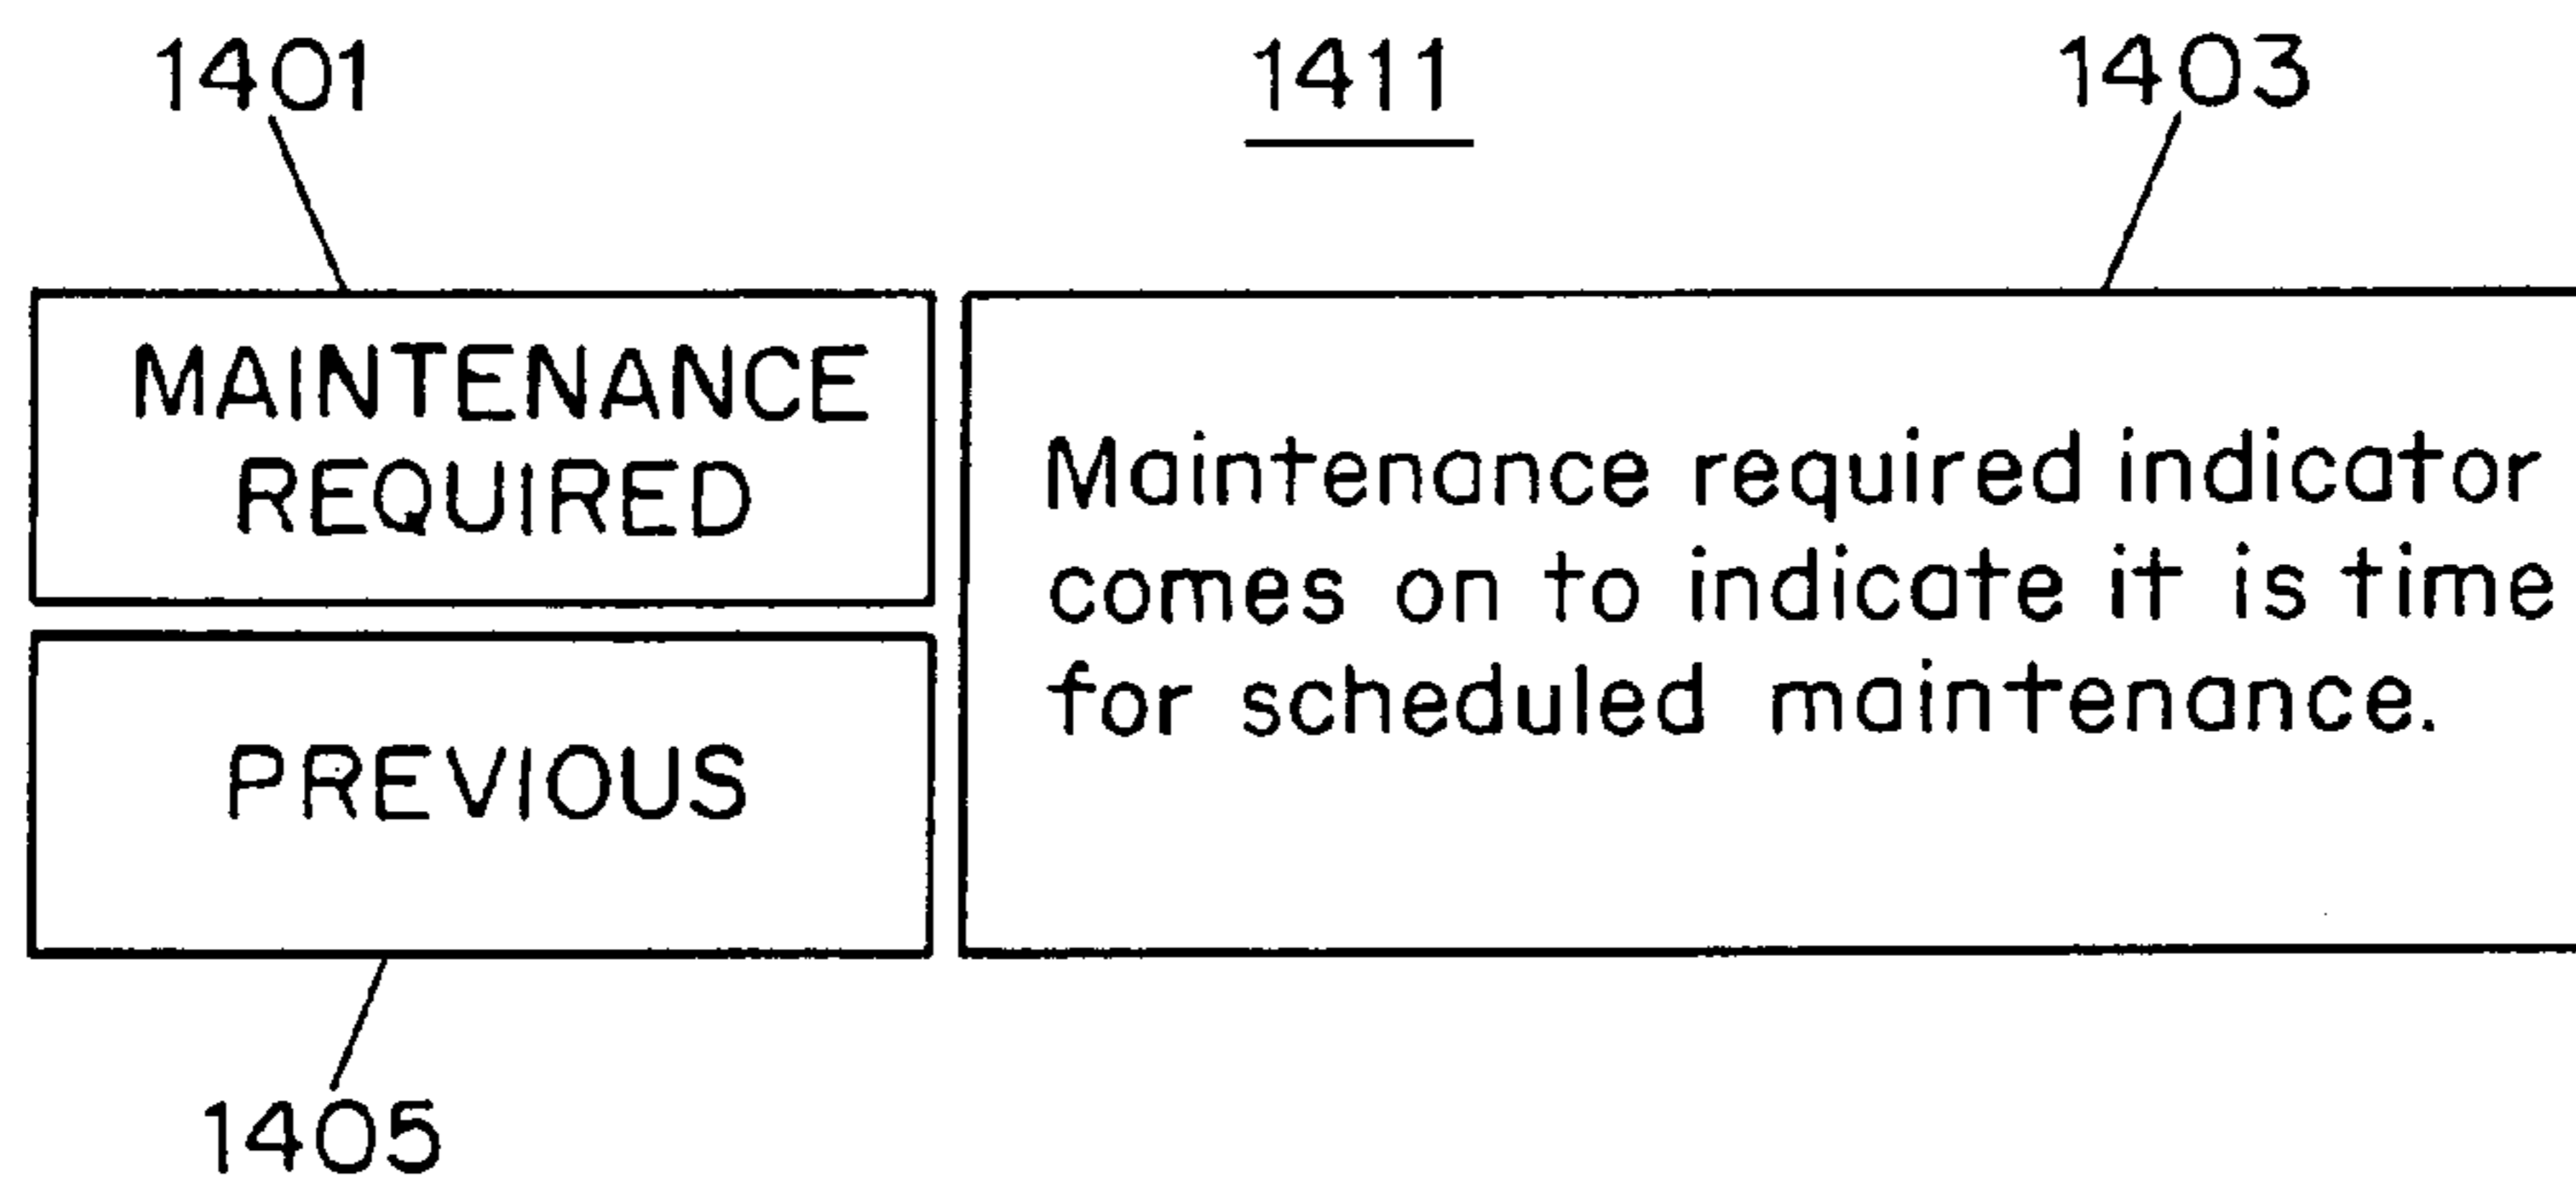 1401
1411
1403
MAINTENANCE
REQUIRED
Maintenance required indicator
comes on to indicate it is time
for scheduled maintenance.
PREVIOUS
1405